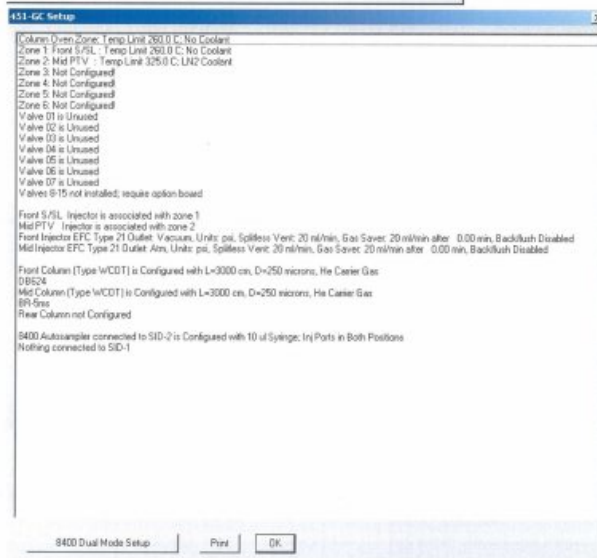 451-GC Setup
Column Oven Zone: Temp Limit 260.0 C; No Coolant
Zone 1: Front S/SL : Temp Limit 260.0 C; No Coolant
Zone 2: Mid PTV : Temp Limit 325.0 C; LN2 Coolant
Zone 3: Not Configured!
Zone 4: Not Configured!
Zone 5: Not Configured!
Zone 6: Not Configured!
Valve 01 is Unused
Valve 02 is Unused
Valve 03 is Unused
Valve 04 is Unused
Valve 05 is Unused
Valve 06 is Unused
Valve 07 is Unused
Valves 8-15 not installed; require option board
Front S/SL Injector is associated with zone 1
Mid PTV Injector is associated with zone 2
Front Injector EFC Type 21 Outlet: Vacuum, Units: psi, Splitless Vent: 20 ml/min, Gas Saver: 20 ml/min after 0.00 min, Backflush Disabled
Mid Injector EFC Type 21 Outlet: Atm, Units: psi, Splitless Vent: 20 ml/min, Gas Saver: 20 ml/min after 0.00 min, Backflush Disabled
Front Column (Type WCOT) is Configured with L=3000 cm, D=250 microns, He Carrier Gas
DB624
Mid Column (Type WCOT) is Configured with L=3000 cm, D=250 microns, He Carrier Gas
BR-5ms
Rear Column not Configured
8400 Autosampler connected to SID-2 is Configured with 10 ul Syringe; Inj Ports in Both Positions
Nothing connected to SID-1
8400 Dual Mode Setup
Print
OK